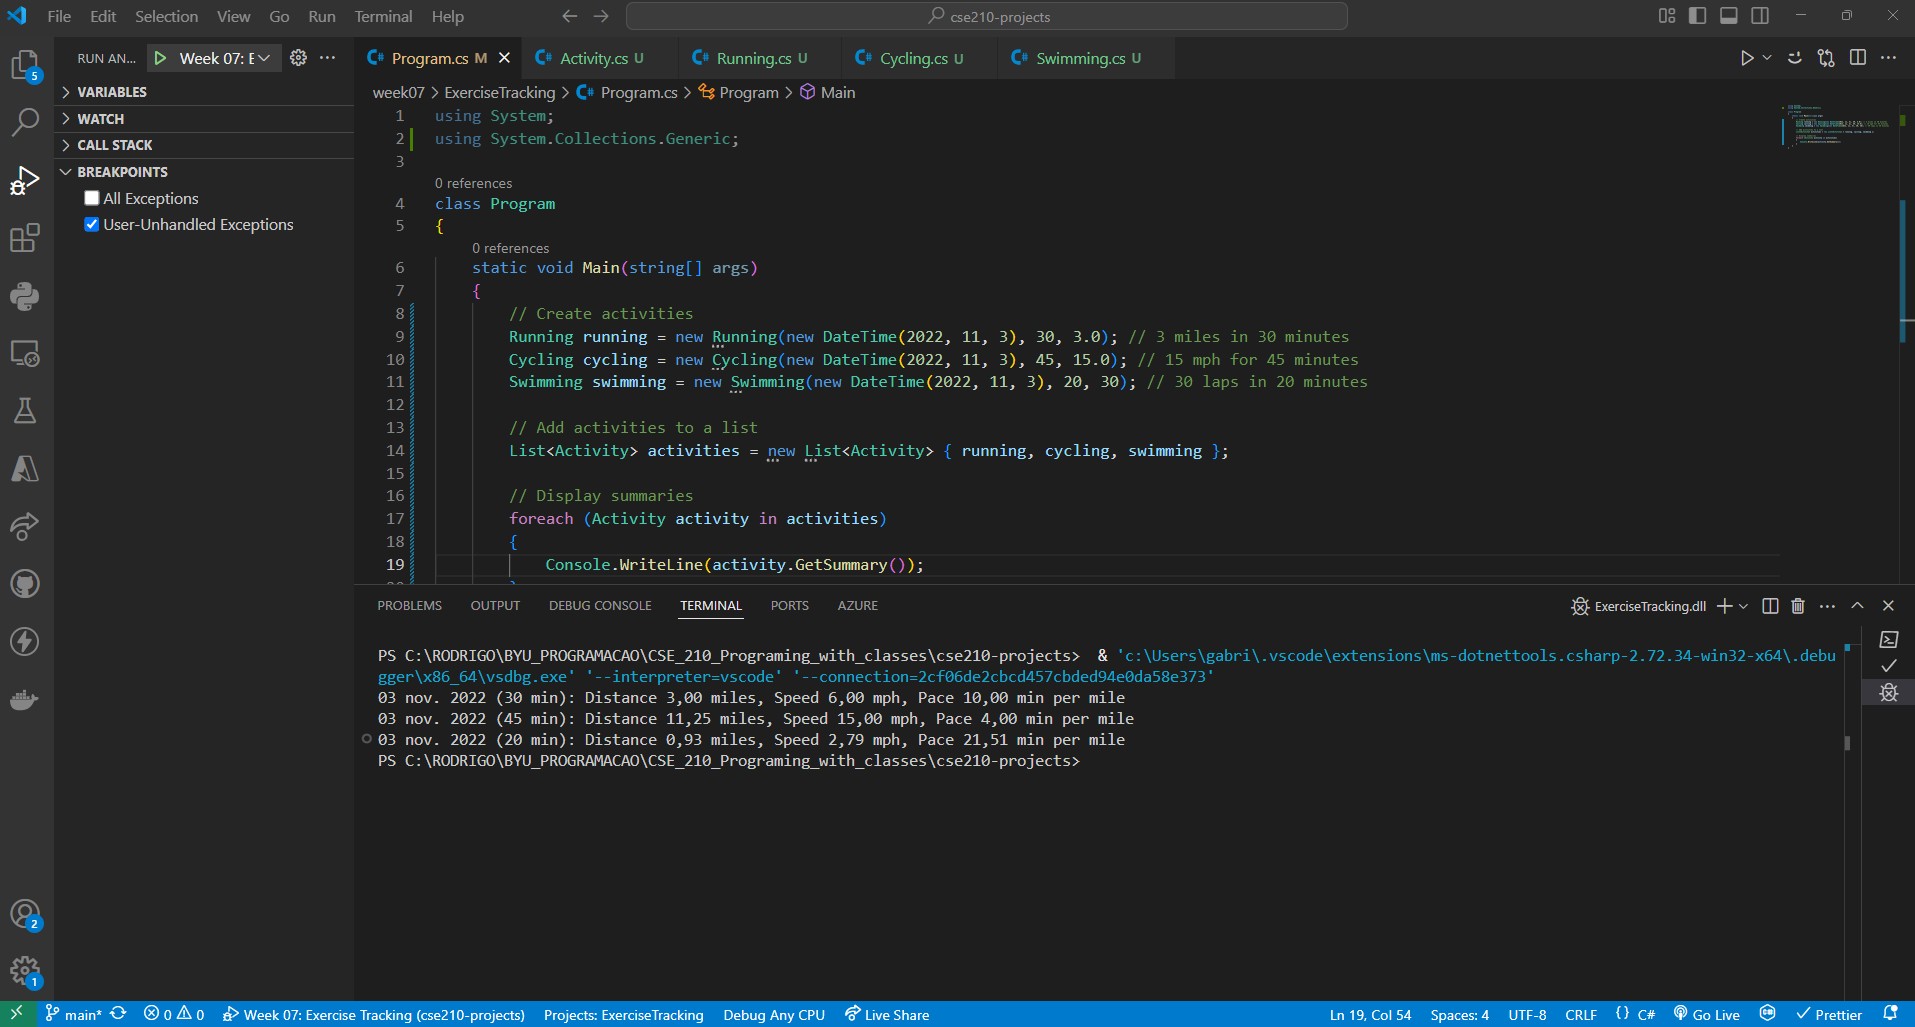 File Edit Selection View Go Run Terminal Help
cse210-projects
RUN AN... Week 07: E
Program.cs M
Activity.cs U
Running.cs U
Cycling.cs U
Swimming.cs U
VARIABLES
WATCH
CALL STACK
BREAKPOINTS
All Exceptions
User-Unhandled Exceptions
5
2
1
week07 > ExerciseTracking > Program.cs > Program > Main
1 using System;
2 using System.Collections.Generic;
3
0 references
4 class Program
5 {
0 references
6 static void Main(string[] args)
7 {
8 // Create activities
9 Running running = new Running(new DateTime(2022, 11, 3), 30, 3.0); // 3 miles in 30 minutes
10 Cycling cycling = new Cycling(new DateTime(2022, 11, 3), 45, 15.0); // 15 mph for 45 minutes
11 Swimming swimming = new Swimming(new DateTime(2022, 11, 3), 20, 30); // 30 laps in 20 minutes
12
13 // Add activities to a list
14 List<Activity> activities = new List<Activity> { running, cycling, swimming };
15
16 // Display summaries
17 foreach (Activity activity in activities)
18 {
19 Console.WriteLine(activity.GetSummary());
PROBLEMS OUTPUT DEBUG CONSOLE TERMINAL PORTS AZURE
ExerciseTracking.dll
PS C:\RODRIGO\BYU_PROGRAMACAO\CSE_210_Programing_with_classes\cse210-projects> & 'c:\Users\gabri\.vscode\extensions\ms-dotnettools.csharp-2.72.34-win32-x64\.debu
gger\x86_64\vsdbg.exe' '--interpreter=vscode' '--connection=2cf06de2cbcd457cbded94e0da58e373'
03 nov. 2022 (30 min): Distance 3,00 miles, Speed 6,00 mph, Pace 10,00 min per mile
03 nov. 2022 (45 min): Distance 11,25 miles, Speed 15,00 mph, Pace 4,00 min per mile
03 nov. 2022 (20 min): Distance 0,93 miles, Speed 2,79 mph, Pace 21,51 min per mile
PS C:\RODRIGO\BYU_PROGRAMACAO\CSE_210_Programing_with_classes\cse210-projects>
main* 0 0 Week 07: Exercise Tracking (cse210-projects) Projects: ExerciseTracking Debug Any CPU Live Share Ln 19, Col 54 Spaces: 4 UTF-8 CRLF {} C# Go Live Prettier